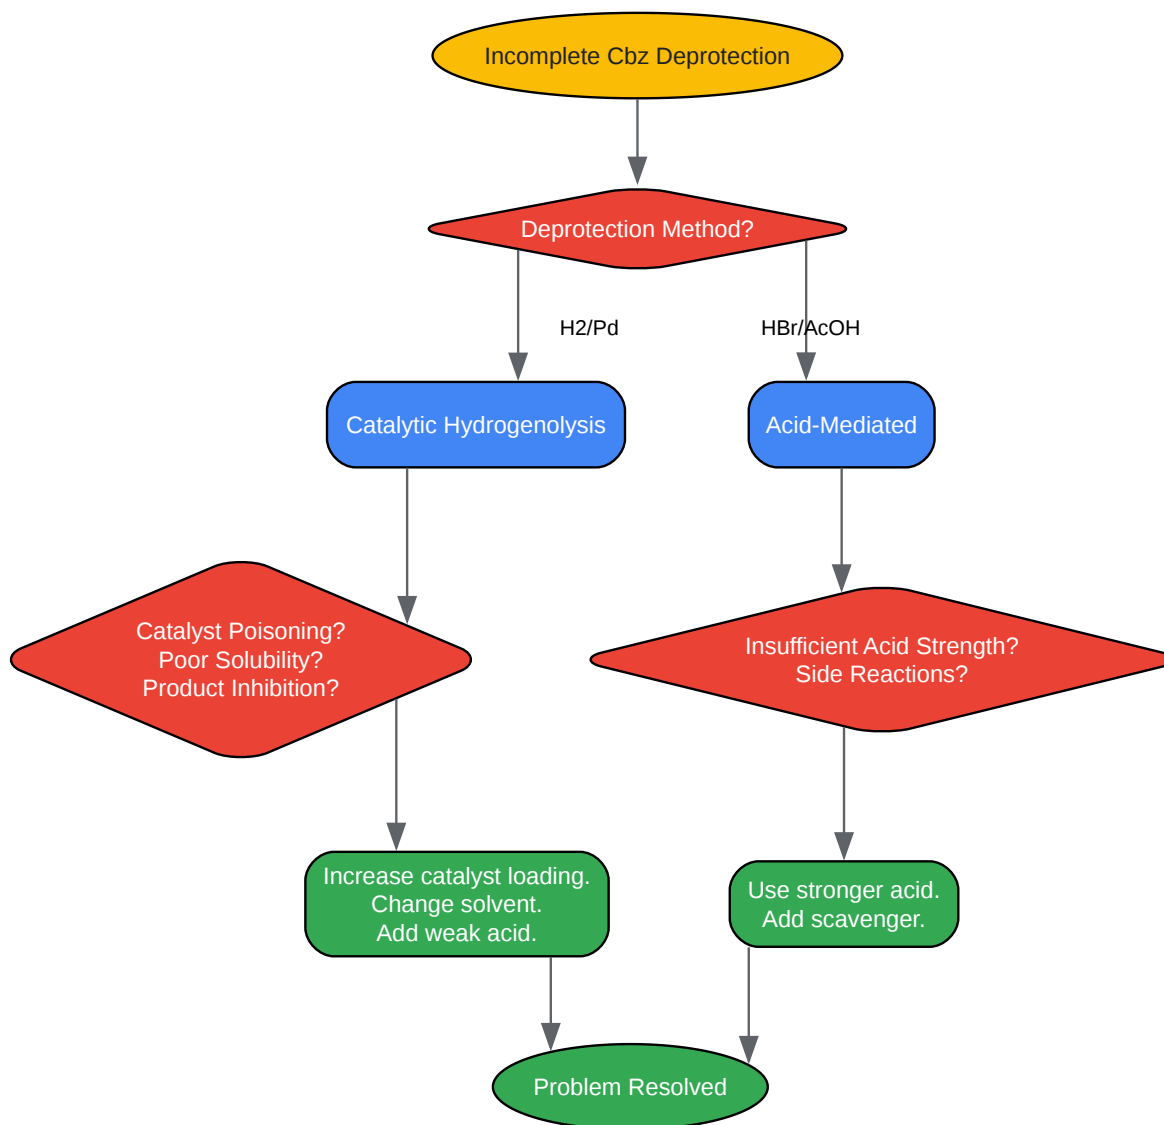 Incomplete Cbz Deprotection
Deprotection Method?
H2/Pd
HBr/AcOH
Catalytic Hydrogenolysis
Acid-Mediated
Catalyst Poisoning?
Poor Solubility?
Product Inhibition?
Insufficient Acid Strength?
Side Reactions?
Increase catalyst loading.
Change solvent.
Add weak acid.
Use stronger acid.
Add scavenger.
Problem Resolved